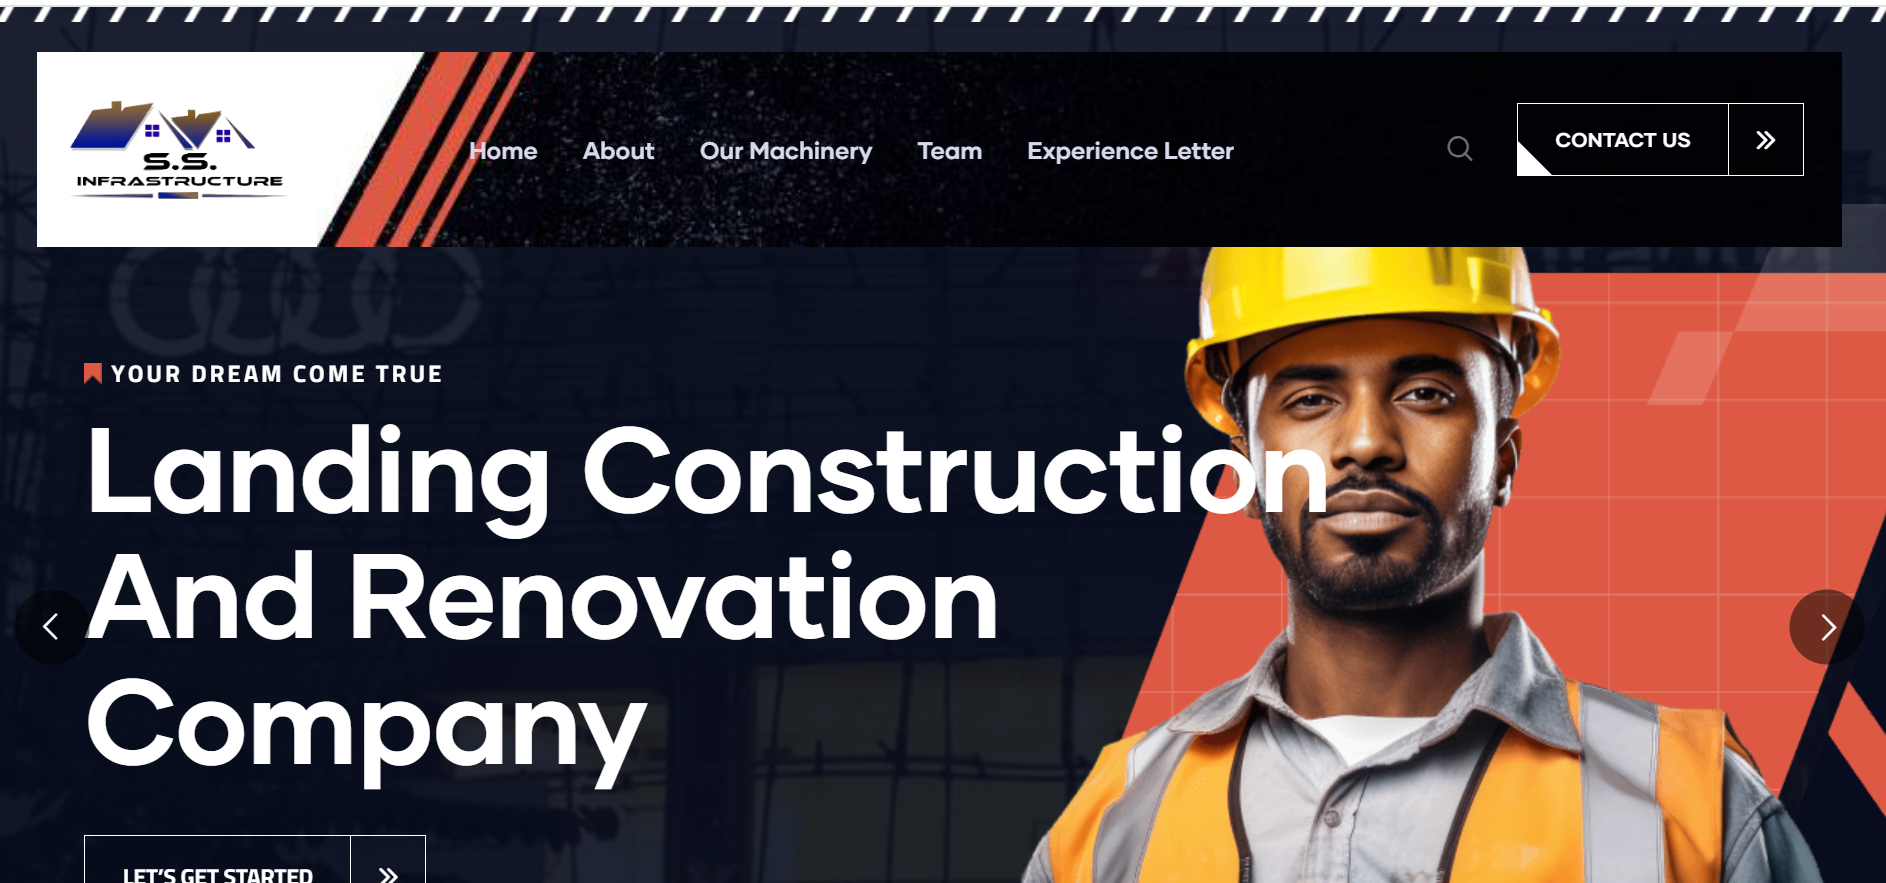 S.S.
INFRASTRUCTURE
Home About Our Machinery Team Experience Letter
CONTACT US
YOUR DREAM COME TRUE
Landing Construction
And Renovation
Company
LET'S GET STARTED